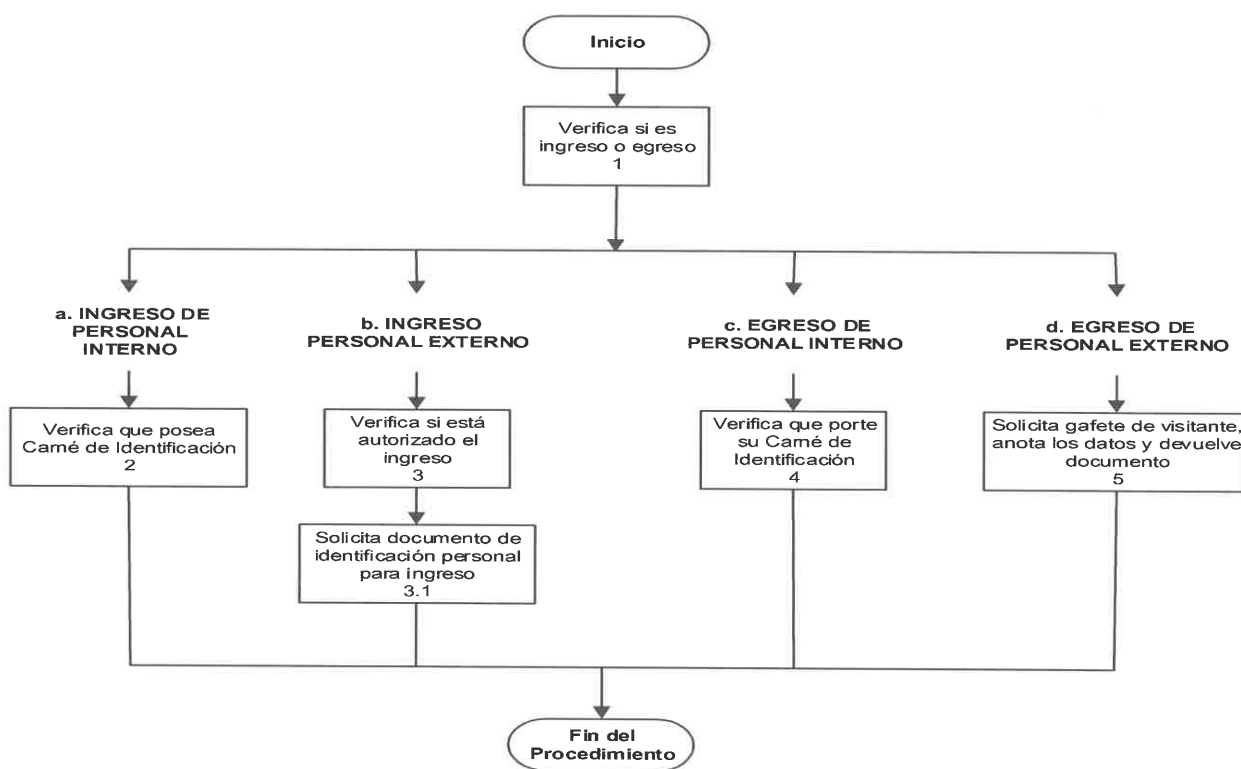 Inicio
Verifica si es
ingreso o egreso
1
a. INGRESO DE
PERSONAL
INTERNO
b. INGRESO
PERSONAL EXTERNO
c. EGRESO DE
PERSONAL INTERNO
d. EGRESO DE
PERSONAL EXTERNO
Verifica que posea
Carné de Identificación
2
Verifica si está
autorizado el
ingreso
3
Solicita documento de
identificación personal
para ingreso
3.1
Verifica que porte
su Carné de
Identificación
4
Solicita gafete de visitante,
anota los datos y devuelve
documento
5
Fin del
Procedimiento